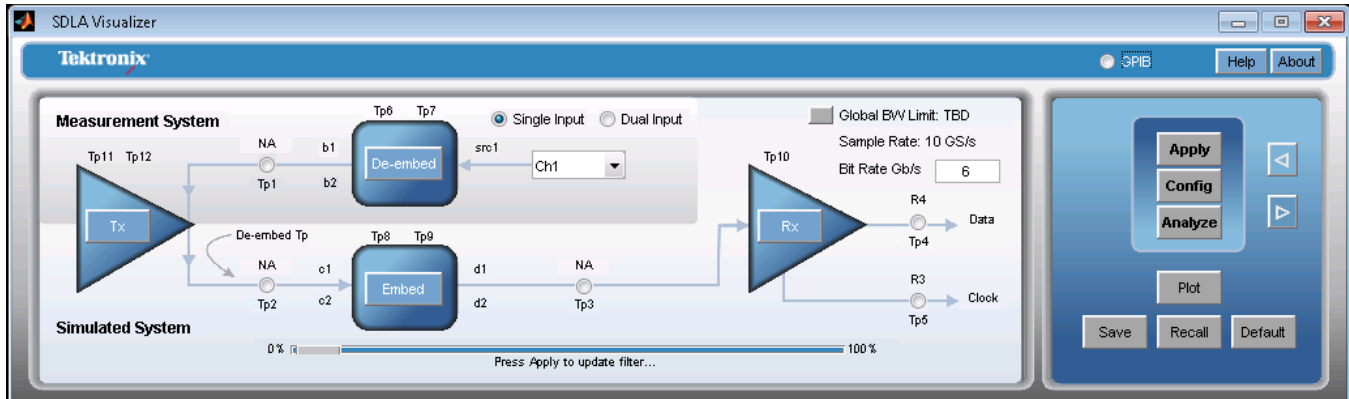 SDLA Visualizer
Tektronix
GPIB
Help
About
Measurement System
Tp6 Tp7
Single Input
Dual Input
Global BW Limit: TBD
Sample Rate: 10 GS/s
Bit Rate Gb/s 6
Tp11 Tp12
NA
b1
De-embed
src1
Ch1
Tp10
Tp1
b2
Tx
De-embed Tp
Tp8 Tp9
Rx
R4
Data
Tp4
NA
c1
Embed
d1
NA
Tp2
c2
d2
Tp3
R3
Clock
Tp5
Simulated System
0 %
100 %
Press Apply to update filter...
Apply
Config
Analyze
Plot
Save
Recall
Default